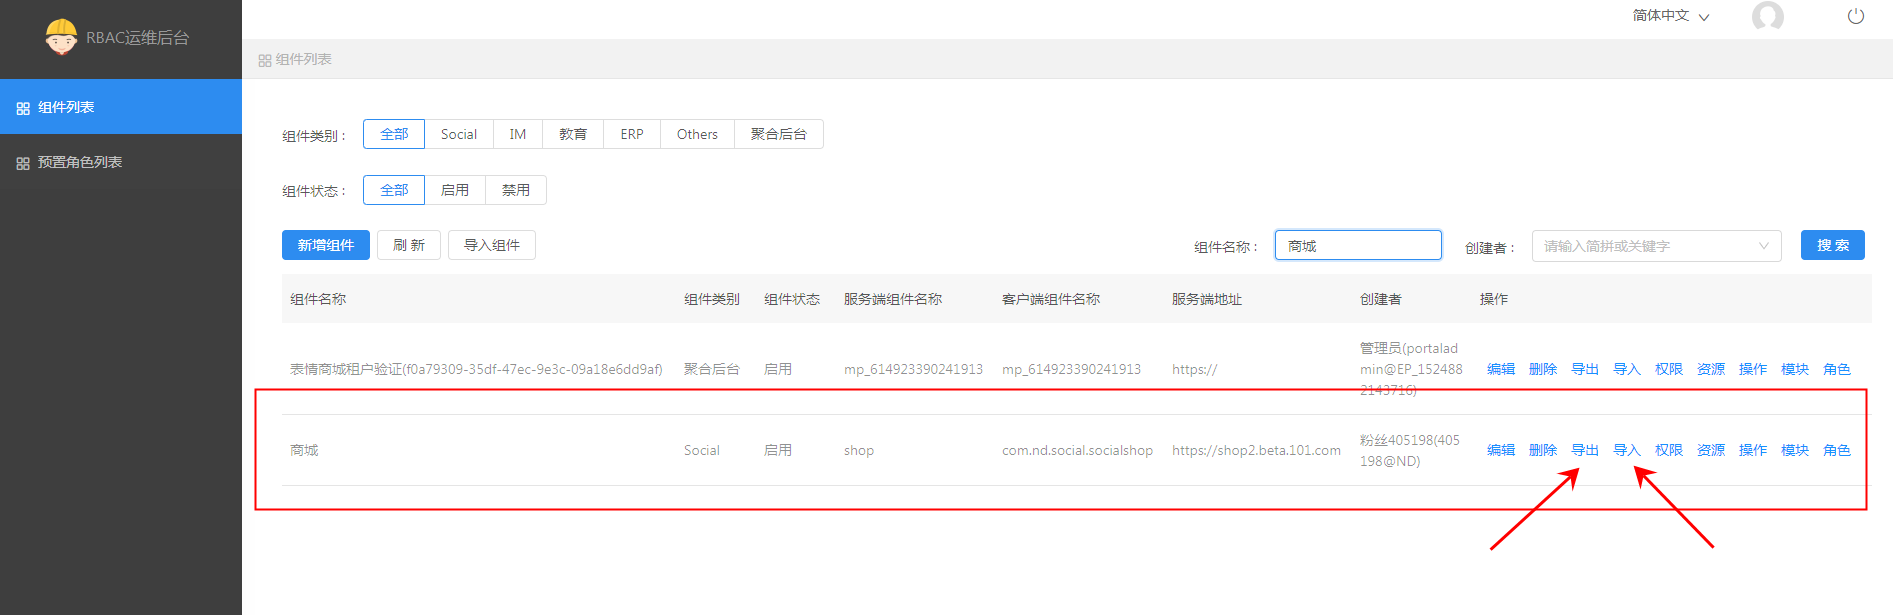 RBAC运维后台
简体中文
组件列表
预置角色列表
组件列表
组件类别： 全部 Social IM 教育 ERP Others 聚合后台
组件状态： 全部 启用 禁用
新增组件 刷 新 导入组件 组件名称： 商城 创建者： 请输入简拼或关键字 搜 索
组件名称 组件类别 组件状态 服务端组件名称 客户端组件名称 服务端地址 创建者 操作
表情商城租户验证(f0a79309-35df-47ec-9e3c-09a18e6dd9af) 聚合后台 启用 mp_614923390241913 mp_614923390241913 https:// 管理员(portalad
min@EP_152488
2143716) 编辑 删除 导出 导入 权限 资源 操作 模块 角色
商城 Social 启用 shop com.nd.social.socialshop https://shop2.beta.101.com 粉丝405198(405
198@ND) 编辑 删除 导出 导入 权限 资源 操作 模块 角色